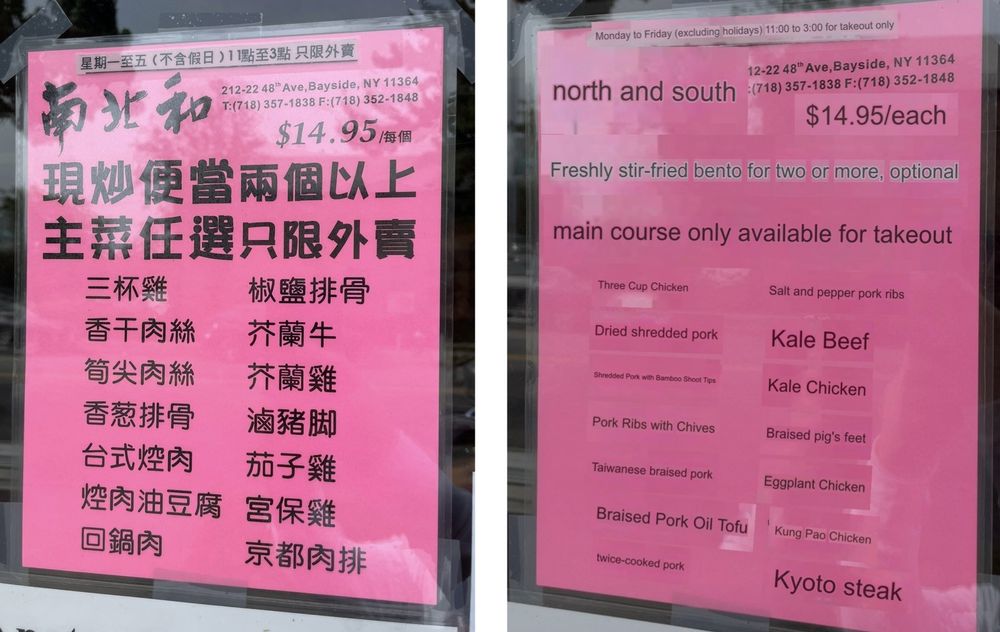 星期一至五 (不含假日) 11點至3點 只限外賣
南北和
212-22 48th Ave,Bayside, NY 11364
T:(718) 357-1838 F:(718) 352-1848
$14.95/每個
現炒便當兩個以上
主菜任選只限外賣
三杯雞 椒鹽排骨
香干肉絲 芥蘭牛
筍尖肉絲 芥蘭雞
香葱排骨 滷豬脚
台式焢肉 茄子雞
焢肉油豆腐 宮保雞
回鍋肉 京都肉排
Monday to Friday (excluding holidays) 11:00 to 3:00 for takeout only
north and south
12-22 48th Ave,Bayside, NY 11364
:(718) 357-1838 F:(718) 352-1848
$14.95/each
Freshly stir-fried bento for two or more, optional
main course only available for takeout
Three Cup Chicken Salt and pepper pork ribs
Dried shredded pork Kale Beef
Shredded Pork with Bamboo Shoot Tips Kale Chicken
Pork Ribs with Chives Braised pig's feet
Taiwanese braised pork Eggplant Chicken
Braised Pork Oil Tofu Kung Pao Chicken
twice-cooked pork Kyoto steak